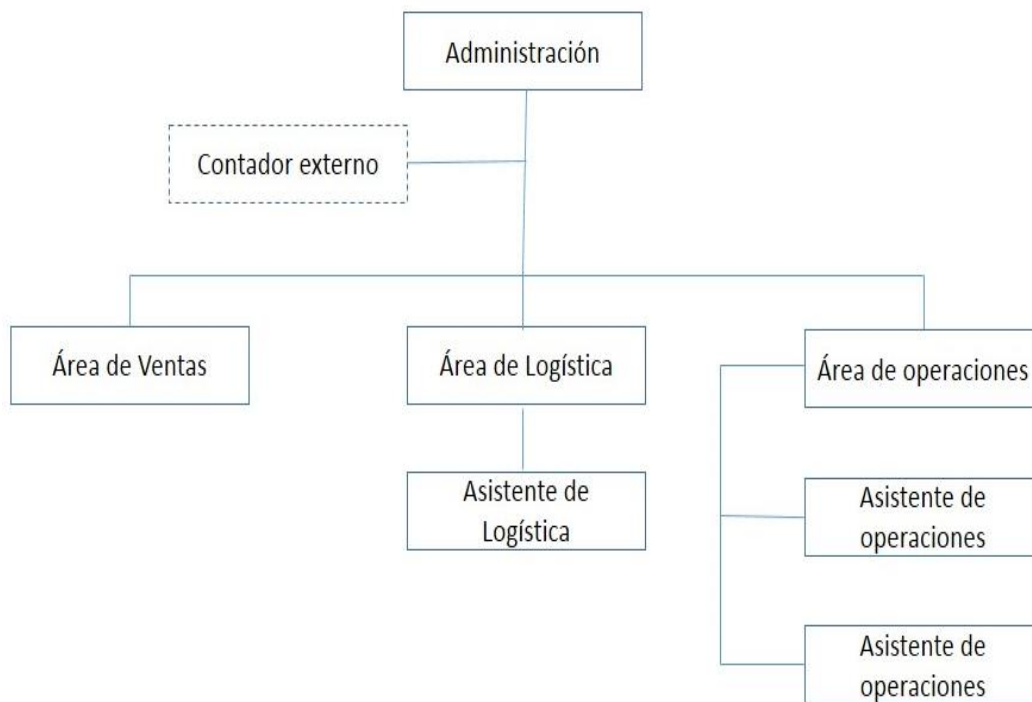 Administración
Contador externo
Área de Ventas
Área de Logística
Área de operaciones
Asistente de
Logística
Asistente de
operaciones
Asistente de
operaciones